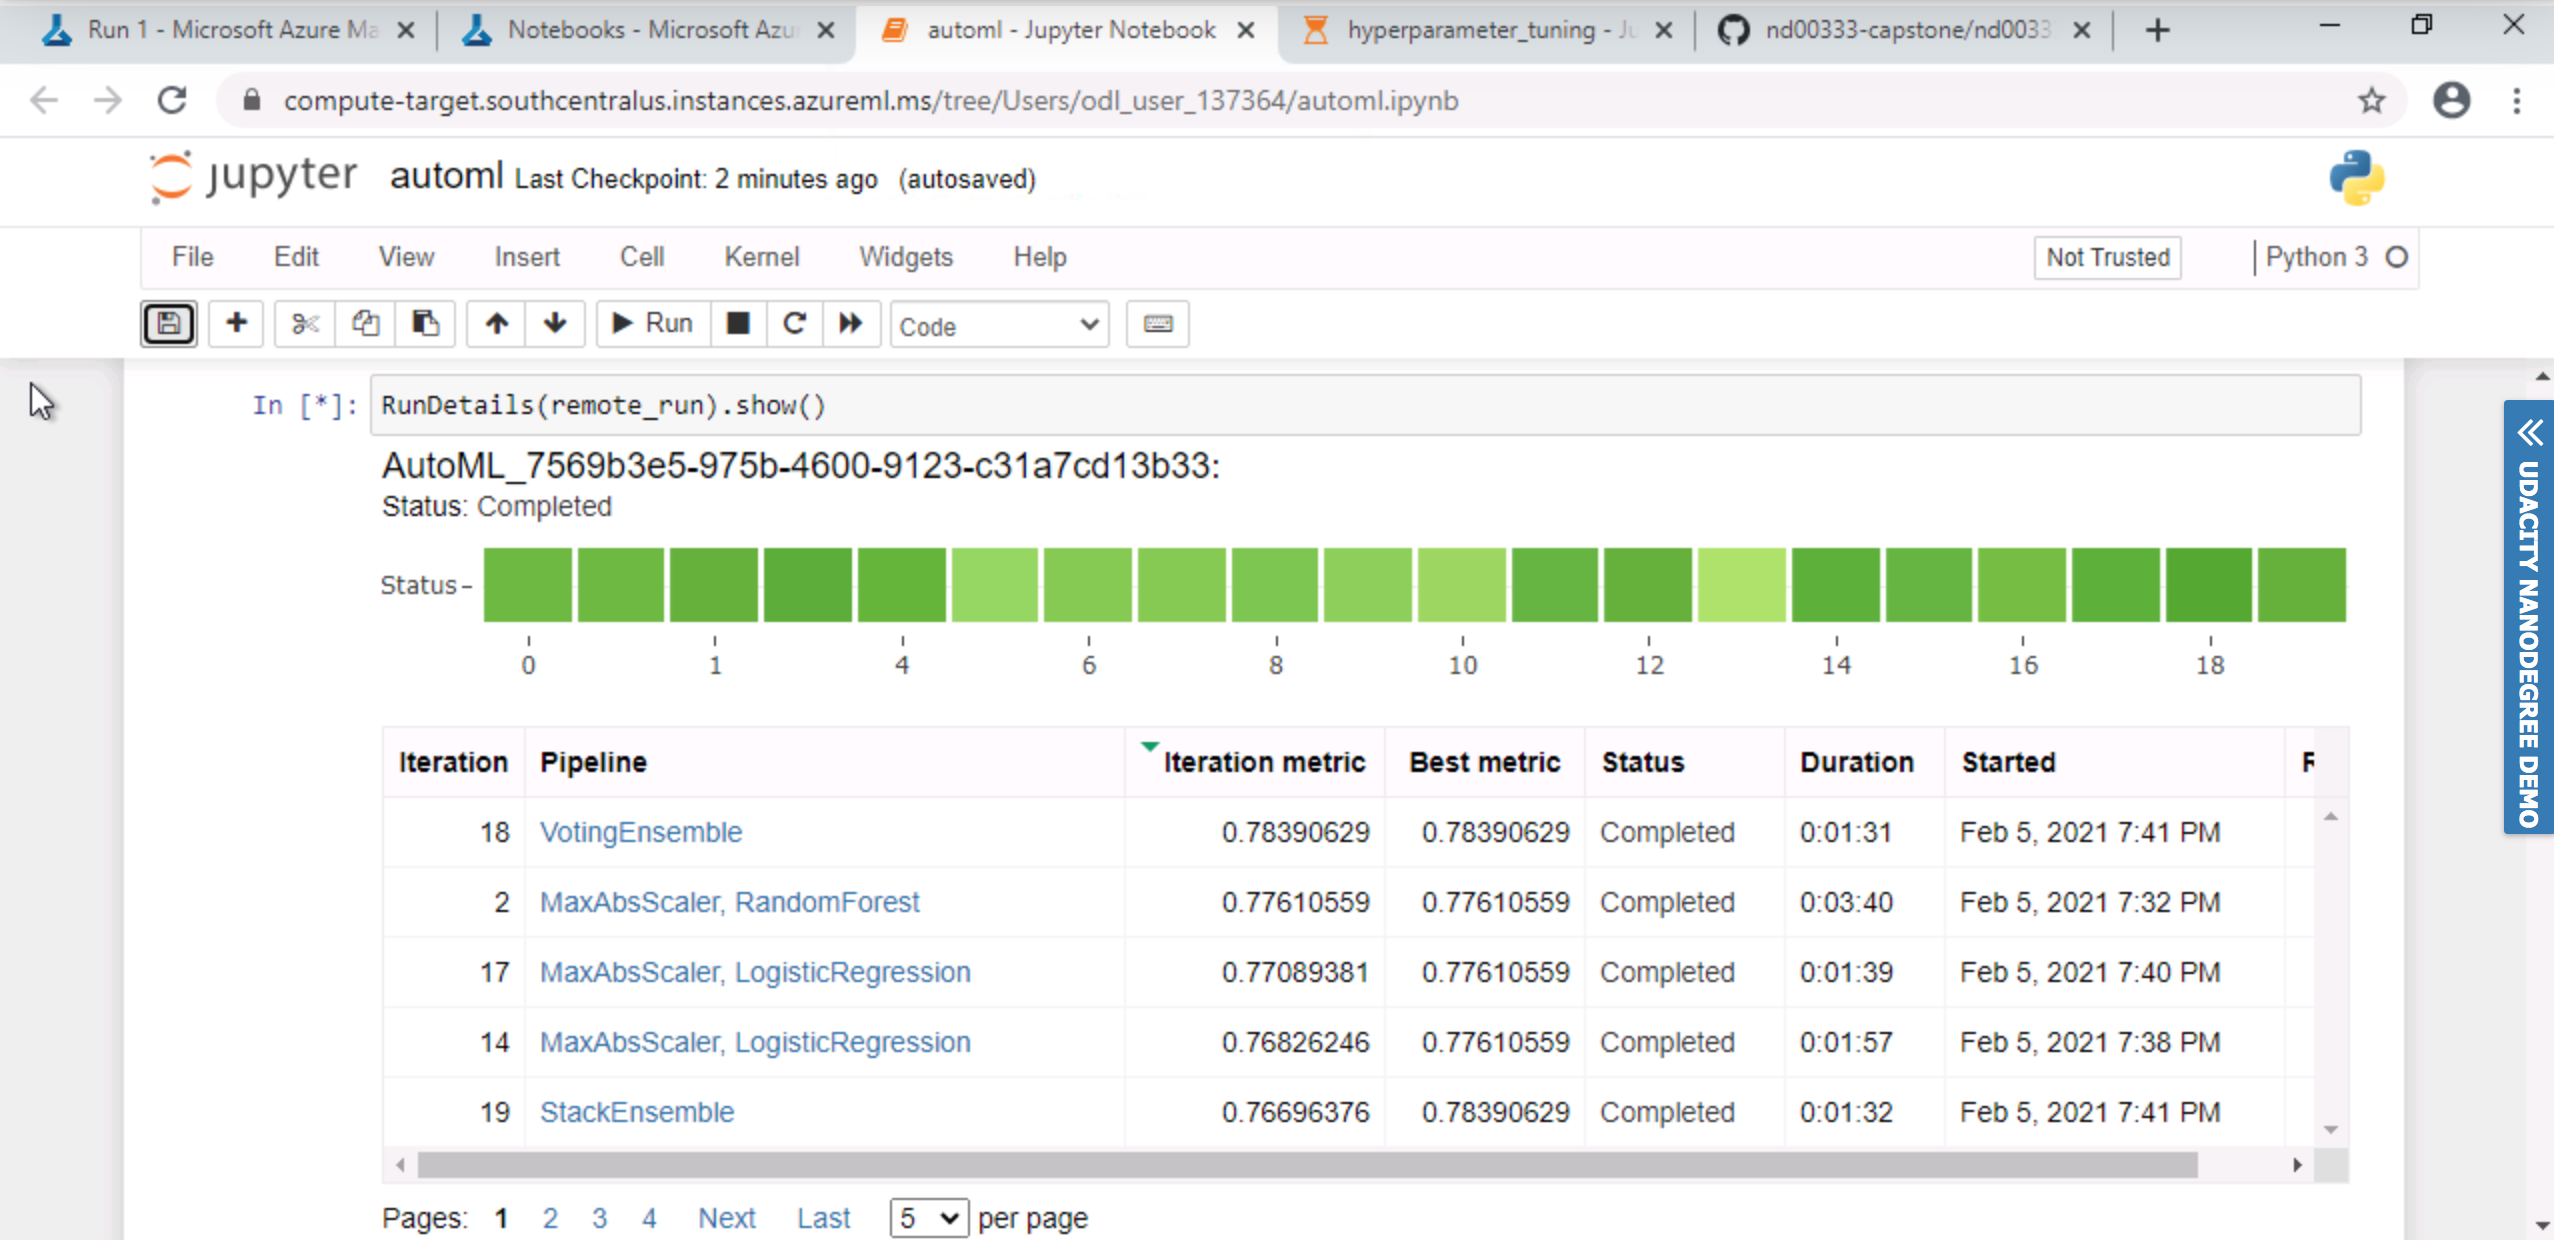 Run 1 - Microsoft Azure Ma
Notebooks - Microsoft Azu
automl - Jupyter Notebook
hyperparameter_tuning - Ju
nd00333-capstone/nd0033
compute-target.southcentralus.instances.azureml.ms/tree/Users/odl_user_137364/automl.ipynb
jupyter automl Last Checkpoint: 2 minutes ago (autosaved)
File Edit View Insert Cell Kernel Widgets Help Not Trusted Python 3
Run Code
In [*]: RunDetails(remote_run).show()
AutoML_7569b3e5-975b-4600-9123-c31a7cd13b33:
Status: Completed
Status
0 1 4 6 8 10 12 14 16 18
Iteration Pipeline Iteration metric Best metric Status Duration Started
18 VotingEnsemble 0.78390629 0.78390629 Completed 0:01:31 Feb 5, 2021 7:41 PM
2 MaxAbsScaler, RandomForest 0.77610559 0.77610559 Completed 0:03:40 Feb 5, 2021 7:32 PM
17 MaxAbsScaler, LogisticRegression 0.77089381 0.77610559 Completed 0:01:39 Feb 5, 2021 7:40 PM
14 MaxAbsScaler, LogisticRegression 0.76826246 0.77610559 Completed 0:01:57 Feb 5, 2021 7:38 PM
19 StackEnsemble 0.76696376 0.78390629 Completed 0:01:32 Feb 5, 2021 7:41 PM
Pages: 1 2 3 4 Next Last 5 per page
UDACITY NANODEGREE DEMO